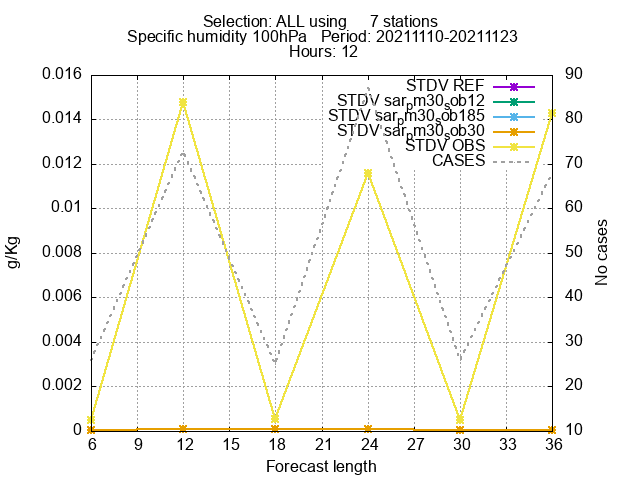 Selection: ALL using 7 stations
Specific humidity 100hPa Period: 20211110-20211123
Hours: 12
STDV REF
STDV sarpm30sob12
STDV sarpm30sob185
STDV sarpm30sob30
STDV OBS
CASES
0.016
0.014
0.012
0.01
0.008
0.006
0.004
0.002
0
g/Kg
90
80
70
60
50
40
30
20
10
No cases
6 9 12 15 18 21 24 27 30 33 36
Forecast length